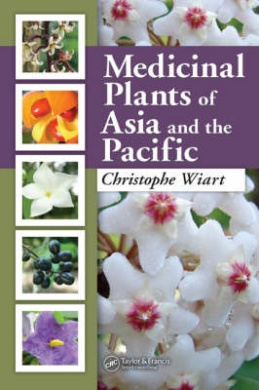 Medicinal
Plants of
Asia and the
Pacific
Christophe Wiart
CRC
Taylor & Francis